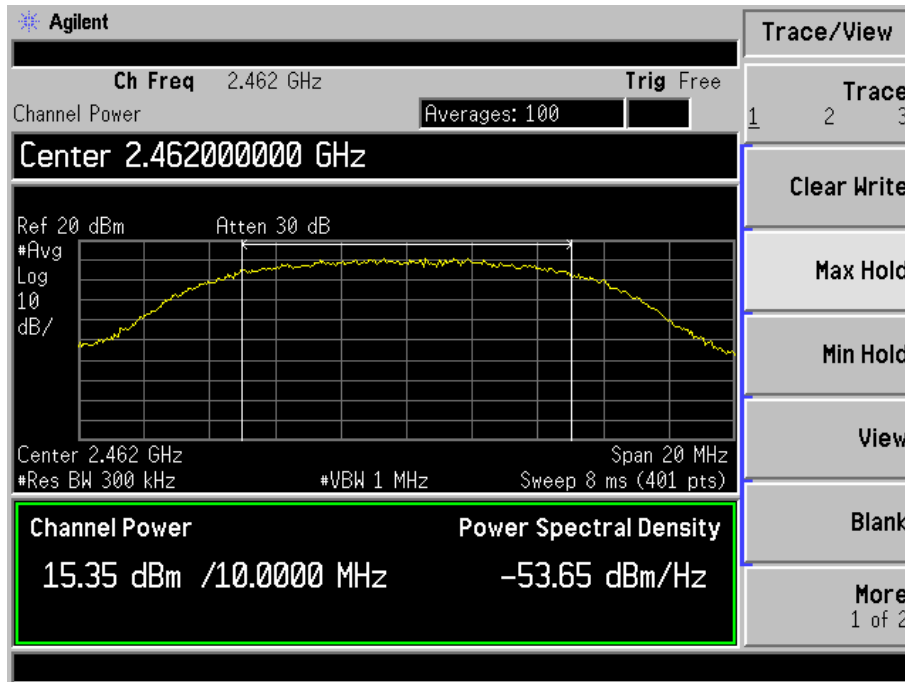 Agilent
Ch Freq 2.462 GHz Trig Free
Channel Power Averages: 100
Center 2.462000000 GHz
Ref 20 dBm Atten 30 dB
#Avg
Log
10
dB/
Center 2.462 GHz Span 20 MHz
#Res BW 300 kHz #VBW 1 MHz Sweep 8 ms (401 pts)
Channel Power Power Spectral Density
15.35 dBm /10.0000 MHz -53.65 dBm/Hz
Trace/View
Trace
1 2 3
Clear Write
Max Hold
Min Hold
View
Blank
More
1 of 2